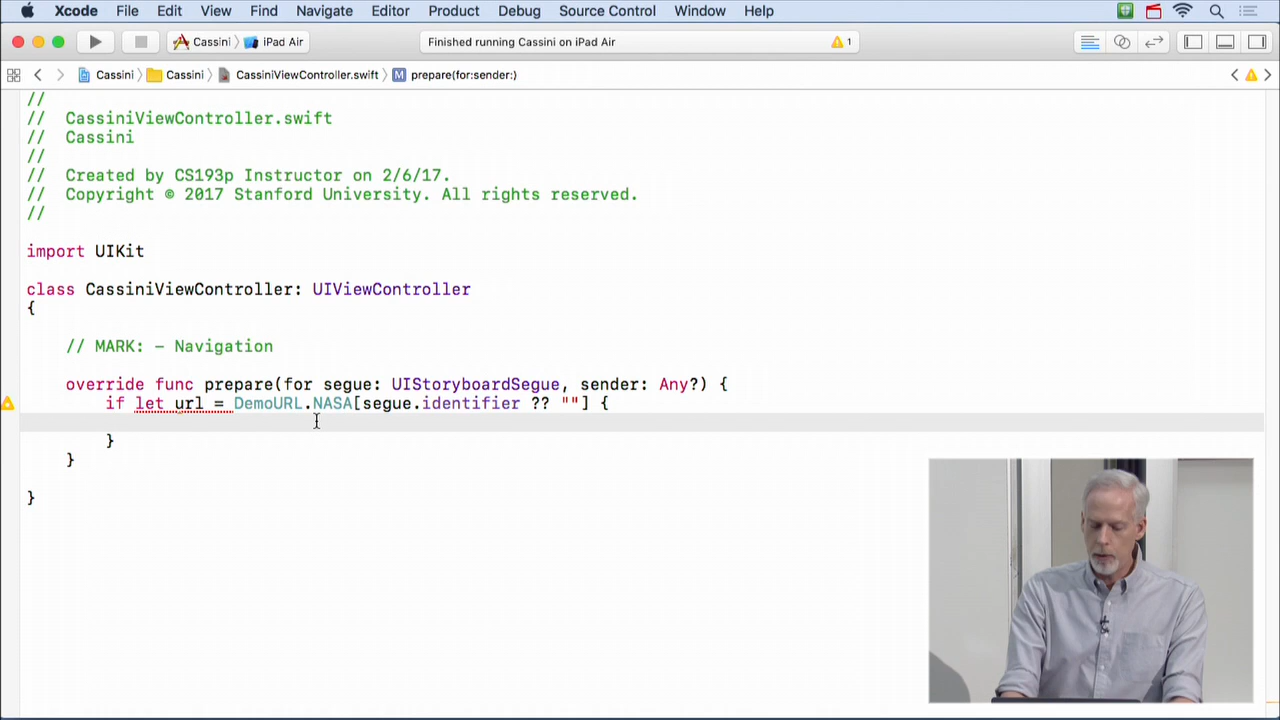 Xcode File Edit View Find Navigate Editor Product Debug Source Control Window Help
Cassini iPad Air Finished running Cassini on iPad Air 1
Cassini Cassini CassiniViewController.swift M prepare(for:sender:)
//
// CassiniViewController.swift
// Cassini
//
// Created by CS193p Instructor on 2/6/17.
// Copyright © 2017 Stanford University. All rights reserved.
//
import UIKit
class CassiniViewController: UIViewController
{
// MARK: - Navigation
override func prepare(for segue: UIStoryboardSegue, sender: Any?) {
if let url = DemoURL.NASA[segue.identifier ?? ""] {
}
}
}